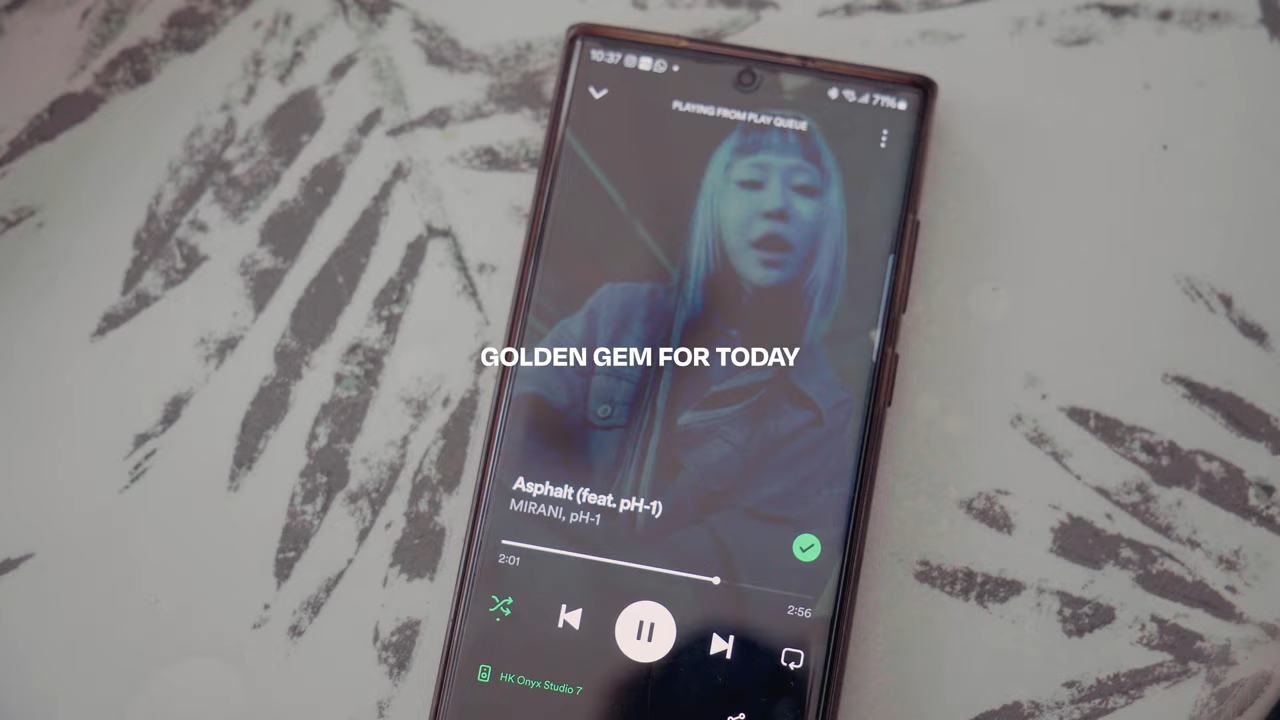 10:37
71%
PLAYING FROM PLAY QUEUE
GOLDEN GEM FOR TODAY
Asphalt (feat. pH-1)
MIRANI, pH-1
2:01
2:56
HK Onyx Studio 7